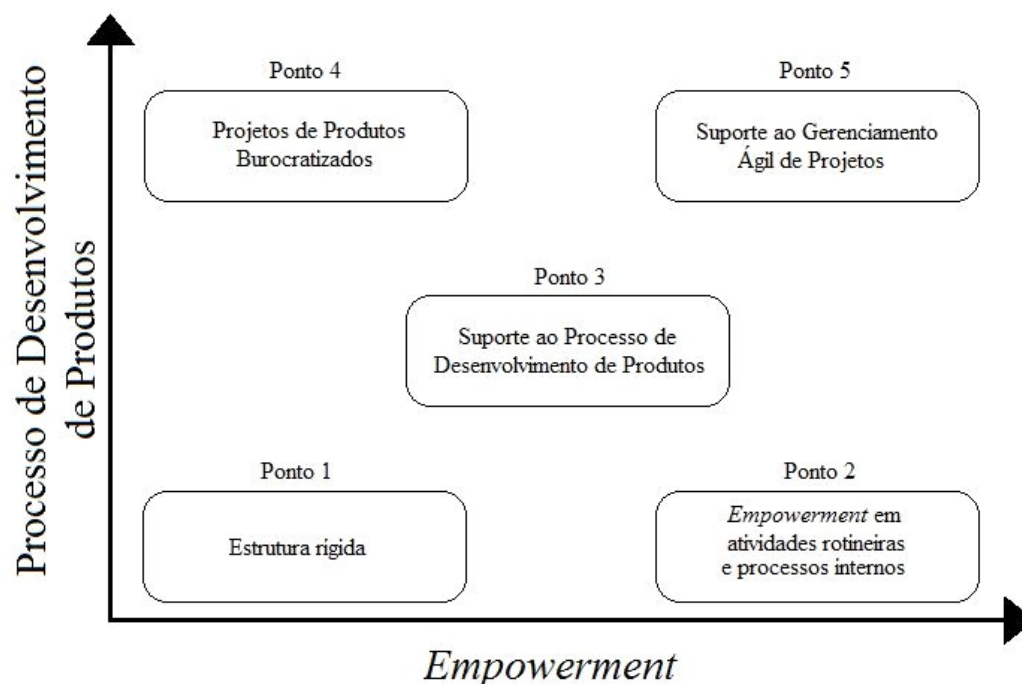 Processo de Desenvolvimento
de Produtos
Ponto 4
Projetos de Produtos
Burocratizados
Ponto 5
Suporte ao Gerenciamento
Ágil de Projetos
Ponto 3
Suporte ao Processo de
Desenvolvimento de Produtos
Ponto 1
Estrutura rígida
Ponto 2
Empowerment em
atividades rotineiras
e processos internos
Empowerment